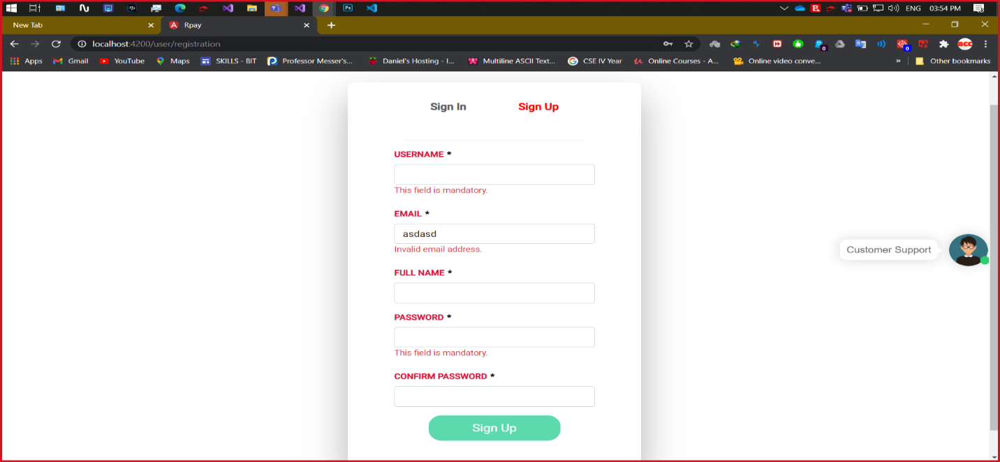 ENG 03:54 PM
New Tab
Rpay
localhost:4200/user/registration
BCC
0
0
Apps Gmail YouTube Maps SKILLS - BIT Professor Messer's... Daniel's Hosting - I... Multiline ASCII Text... CSE IV Year Online Courses - A... Online video conve... » Other bookmarks
Sign In Sign Up
USERNAME *
This field is mandatory.
EMAIL *
asdasd
Invalid email address.
Customer Support
FULL NAME *
PASSWORD *
This field is mandatory.
CONFIRM PASSWORD *
Sign Up